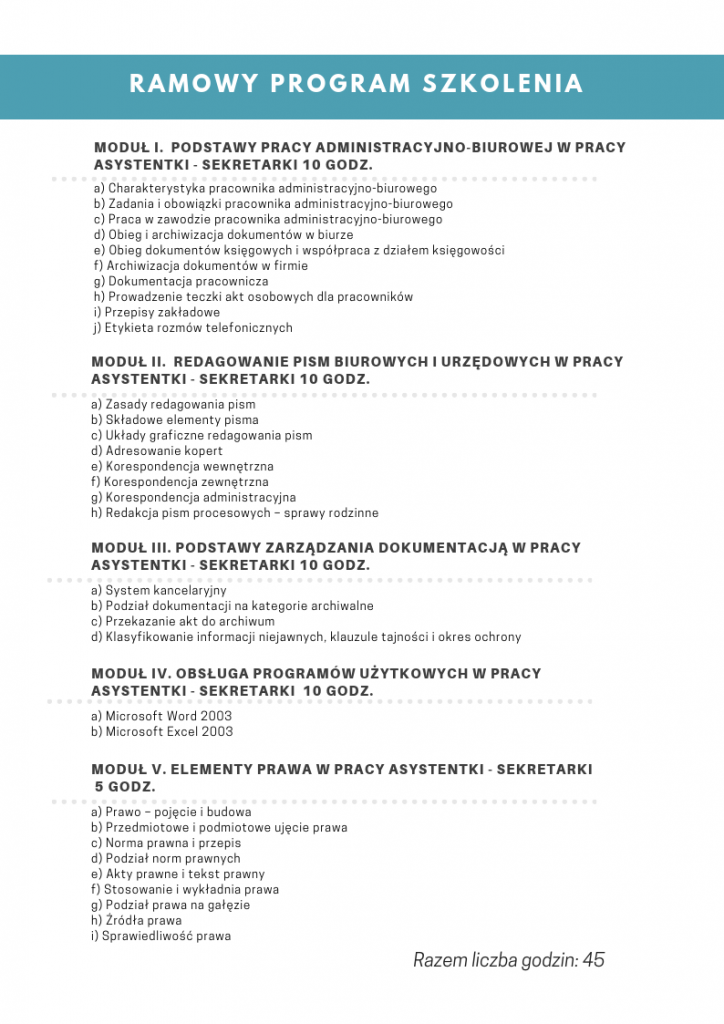 RAMOWY PROGRAM SZKOLENIA
MODUŁ I. PODSTAWY PRACY ADMINISTRACYJNO-BIUROWEJ W PRACY
ASYSTENTKI - SEKRETARKI 10 GODZ.
a) Charakterystyka pracownika administracyjno-biurowego
b) Zadania i obowiązki pracownika administracyjno-biurowego
c) Praca w zawodzie pracownika administracyjno-biurowego
d) Obieg i archiwizacja dokumentów w biurze
e) Obieg dokumentów księgowych i współpraca z działem księgowości
f) Archiwizacja dokumentów w firmie
g) Dokumentacja pracownicza
h) Prowadzenie teczki akt osobowych dla pracowników
i) Przepisy zakładowe
j) Etykieta rozmów telefonicznych
MODUŁ II. REDAGOWANIE PISM BIUROWYCH I URZĘDOWYCH W PRACY
ASYSTENTKI - SEKRETARKI 10 GODZ.
a) Zasady redagowania pism
b) Składowe elementy pisma
c) Układy graficzne redagowania pism
d) Adresowanie kopert
e) Korespondencja wewnętrzna
f) Korespondencja zewnętrzna
g) Korespondencja administracyjna
h) Redakcja pism procesowych – sprawy rodzinne
MODUŁ III. PODSTAWY ZARZĄDZANIA DOKUMENTACJĄ W PRACY
ASYSTENTKI - SEKRETARKI 10 GODZ.
a) System kancelaryjny
b) Podział dokumentacji na kategorie archiwalne
c) Przekazanie akt do archiwum
d) Klasyfikowanie informacji niejawnych, klauzule tajności i okres ochrony
MODUŁ IV. OBSŁUGA PROGRAMÓW UŻYTKOWYCH W PRACY
ASYSTENTKI - SEKRETARKI 10 GODZ.
a) Microsoft Word 2003
b) Microsoft Excel 2003
MODUŁ V. ELEMENTY PRAWA W PRACY ASYSTENTKI - SEKRETARKI
5 GODZ.
a) Prawo – pojęcie i budowa
b) Przedmiotowe i podmiotowe ujęcie prawa
c) Norma prawna i przepis
d) Podział norm prawnych
e) Akty prawne i tekst prawny
f) Stosowanie i wykładnia prawa
g) Podział prawa na gałęzie
h) Źródła prawa
i) Sprawiedliwość prawa
Razem liczba godzin: 45